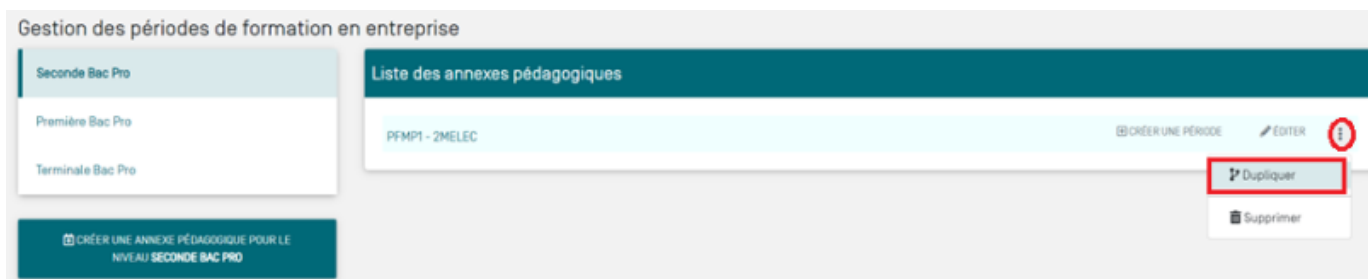 Gestion des périodes de formation en entreprise
Seconde Bac Pro
Première Bac Pro
Terminale Bac Pro
CRÉER UNE ANNEXE PÉDAGOGIQUE POUR LE
NIVEAU SECONDE BAC PRO
Liste des annexes pédagogiques
PFMP1 - 2MELEC
CRÉER UNE PÉRIODE
ÉDITER
Dupliquer
Supprimer